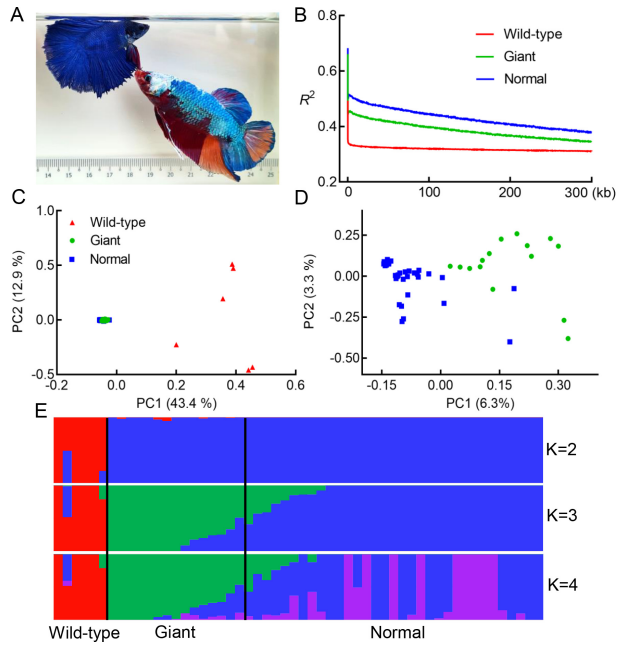 A
14 15 16 17 18 19 20 21 22 23 24 25
B
R²
0.8
0.6
0.4
0.2
0 100 200 300 (kb)
Wild-type
Giant
Normal
C
PC2 (12.9 %)
1.0
0.5
0.0
-0.5
-0.2 0.0 0.2 0.4 0.6
PC1 (43.4 %)
Wild-type
Giant
Normal
D
PC2 (3.3 %)
0.25
0.00
-0.25
-0.50
-0.15 0.00 0.15 0.30
PC1 (6.3%)
E
K=2
K=3
K=4
Wild-type Giant Normal